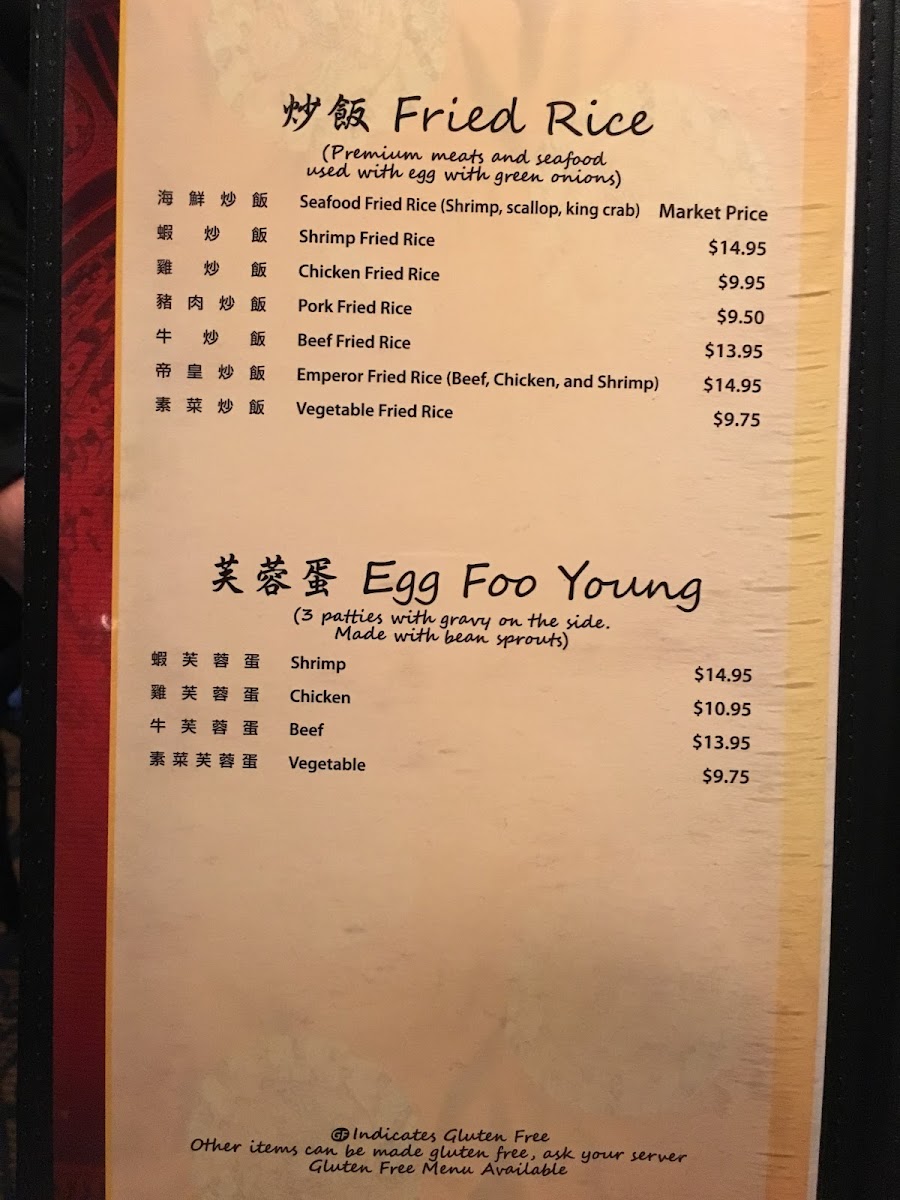 炒飯 Fried Rice
(Premium meats and seafood
used with egg with green onions)
海鮮炒飯 Seafood Fried Rice (Shrimp, scallop, king crab) Market Price
蝦炒飯 Shrimp Fried Rice $14.95
雞炒飯 Chicken Fried Rice $9.95
豬肉炒飯 Pork Fried Rice $9.50
牛炒飯 Beef Fried Rice $13.95
帝皇炒飯 Emperor Fried Rice (Beef, Chicken, and Shrimp) $14.95
素菜炒飯 Vegetable Fried Rice $9.75
芙蓉蛋 Egg Foo Young
(3 patties with gravy on the side.
Made with bean sprouts)
蝦芙蓉蛋 Shrimp $14.95
雞芙蓉蛋 Chicken $10.95
牛芙蓉蛋 Beef $13.95
素菜芙蓉蛋 Vegetable $9.75
GF Indicates Gluten Free
Other items can be made gluten free, ask your server
Gluten Free Menu Available